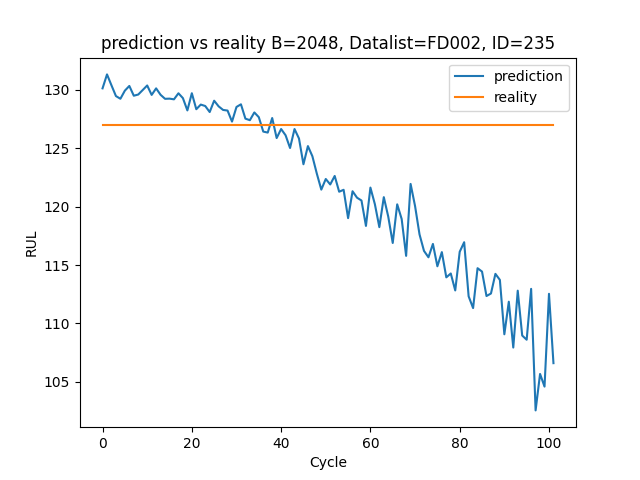 prediction vs reality B=2048, Datalist=FD002, ID=235
prediction
reality
130
125
120
115
110
105
RUL
0 20 40 60 80 100
Cycle